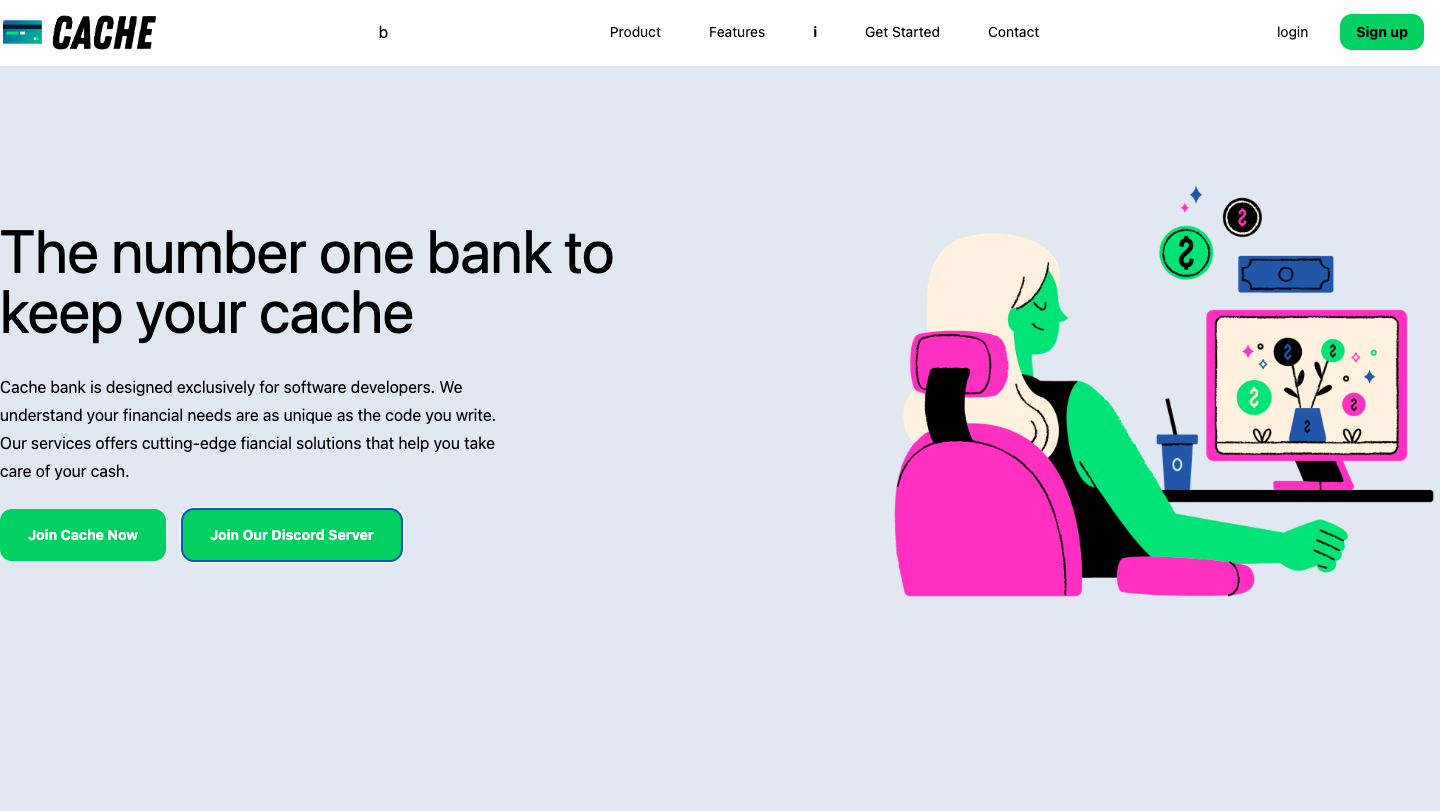 CACHE
b
Product
Features
i
Get Started
Contact
login
Sign up
The number one bank to
keep your cache
Cache bank is designed exclusively for software developers. We
understand your financial needs are as unique as the code you write.
Our services offers cutting-edge fiancial solutions that help you take
care of your cash.
Join Cache Now
Join Our Discord Server